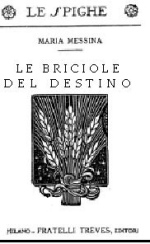 LE SPIGHE
MARIA MESSINA
LE BRICIOLE
DEL DESTINO
MILANO - FRATELLI TREVES, EDITORI